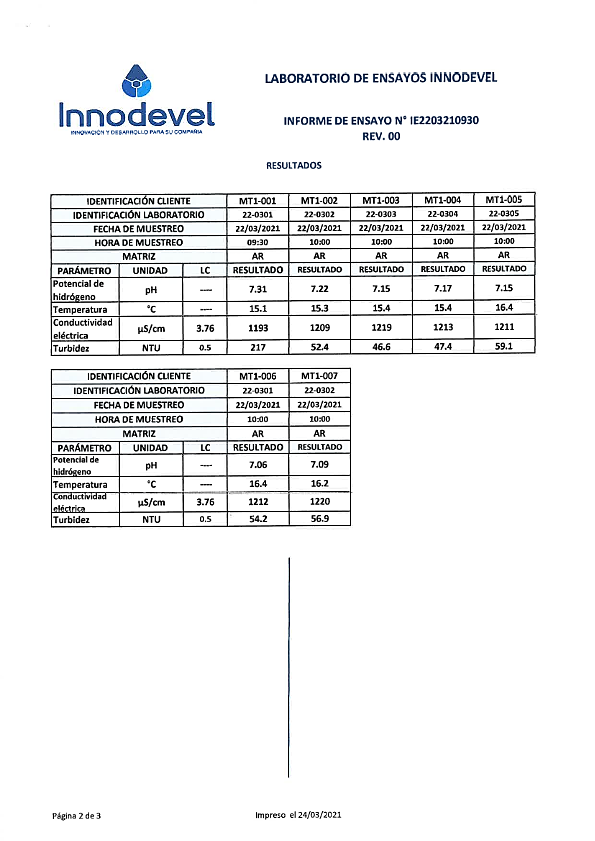 LABORATORIO DE ENSAYOS INNODEVEL
Innodevel
INNOVACIÓN Y DESARROLLO PARA SU COMPAÑÍA
INFORME DE ENSAYO N° IE2203210930
REV. 00
RESULTADOS
IDENTIFICACIÓN CLIENTE MT1-001 MT1-002 MT1-003 MT1-004 MT1-005
IDENTIFICACIÓN LABORATORIO 22-0301 22-0302 22-0303 22-0304 22-0305
FECHA DE MUESTREO 22/03/2021 22/03/2021 22/03/2021 22/03/2021 22/03/2021
HORA DE MUESTREO 09:30 10:00 10:00 10:00 10:00
MATRIZ AR AR AR AR AR
PARÁMETRO UNIDAD LC RESULTADO RESULTADO RESULTADO RESULTADO RESULTADO
Potencial de
hidrógeno pH ---- 7.31 7.22 7.15 7.17 7.15
Temperatura °C ---- 15.1 15.3 15.4 15.4 16.4
Conductividad
eléctrica µS/cm 3.76 1193 1209 1219 1213 1211
Turbidez NTU 0.5 217 52.4 46.6 47.4 59.1
IDENTIFICACIÓN CLIENTE MT1-006 MT1-007
IDENTIFICACIÓN LABORATORIO 22-0301 22-0302
FECHA DE MUESTREO 22/03/2021 22/03/2021
HORA DE MUESTREO 10:00 10:00
MATRIZ AR AR
PARÁMETRO UNIDAD LC RESULTADO RESULTADO
Potencial de
hidrógeno pH ---- 7.06 7.09
Temperatura °C ---- 16.4 16.2
Conductividad
eléctrica µS/cm 3.76 1212 1220
Turbidez NTU 0.5 54.2 56.9
Página 2 de 3 Impreso el 24/03/2021